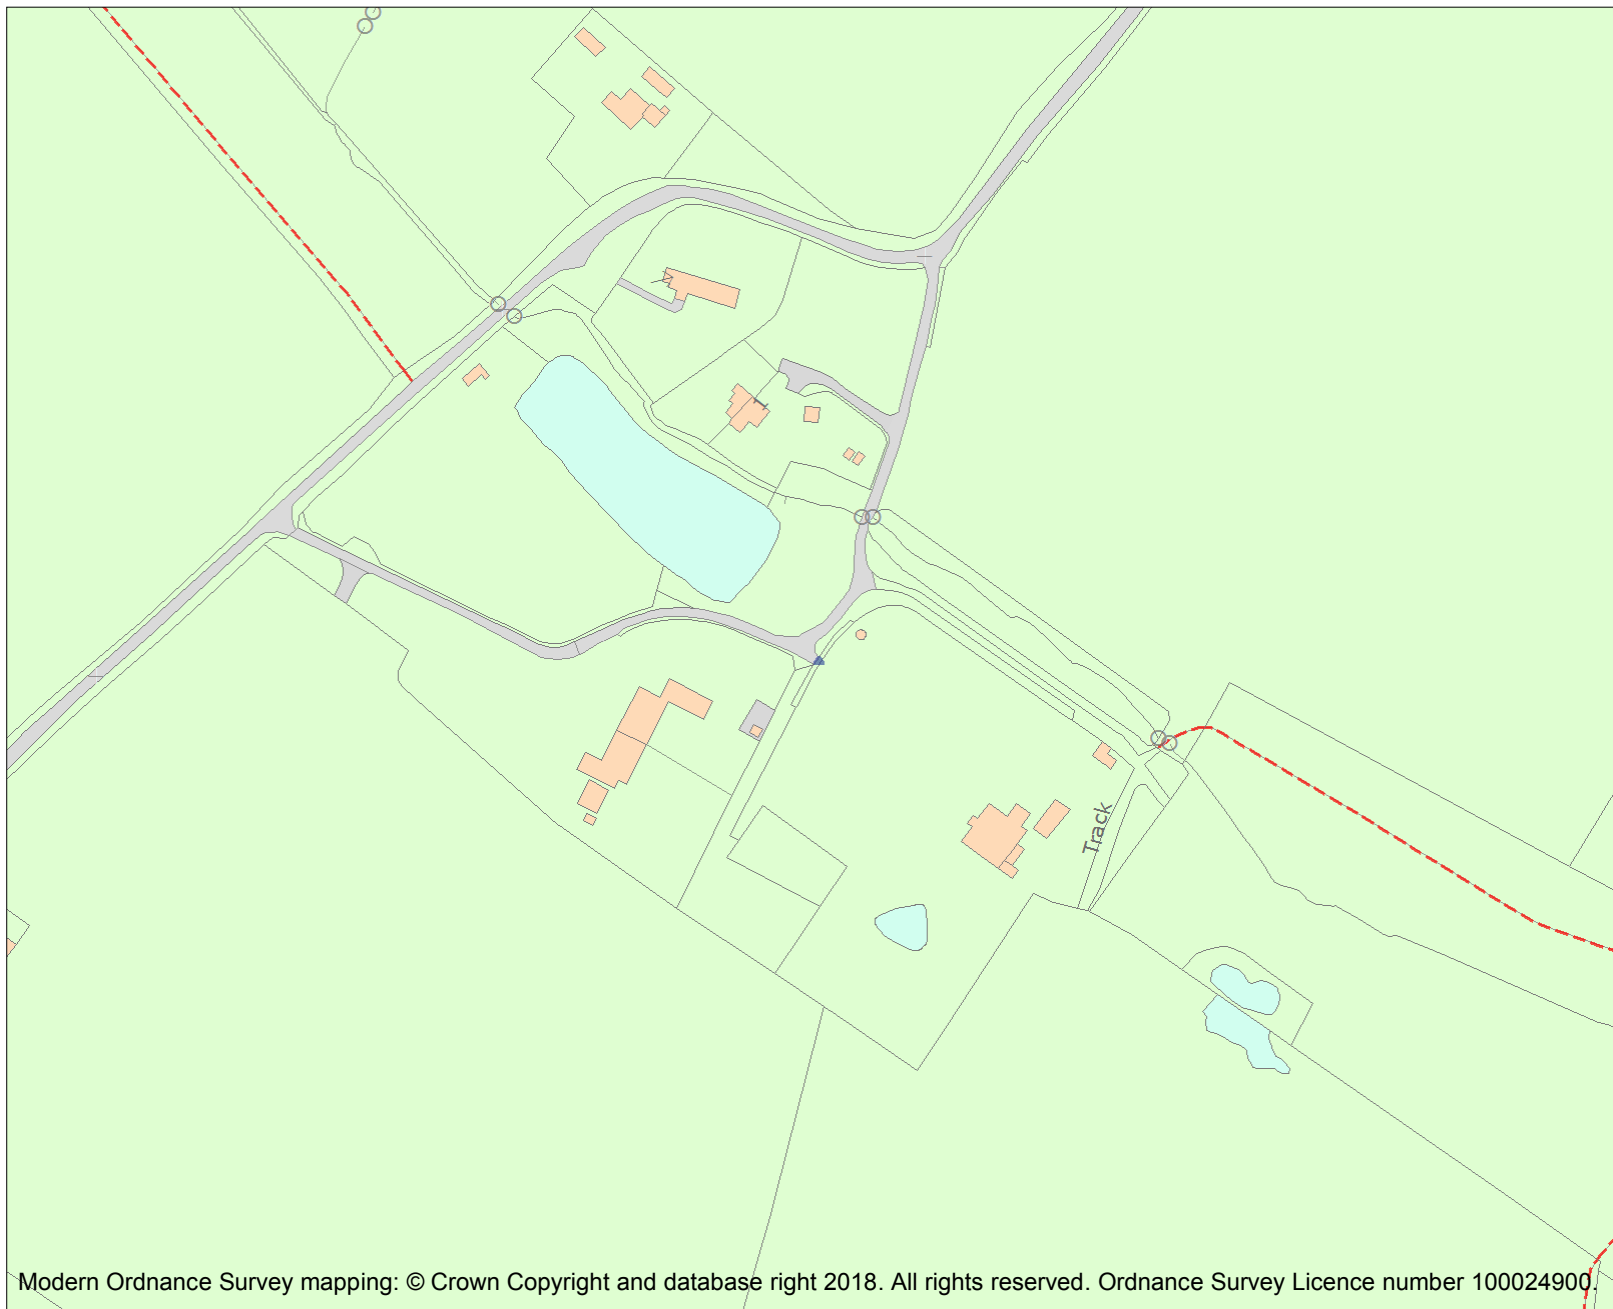 1
Track
Modern Ordnance Survey mapping: © Crown Copyright and database right 2018. All rights reserved. Ordnance Survey Licence number 100024900.